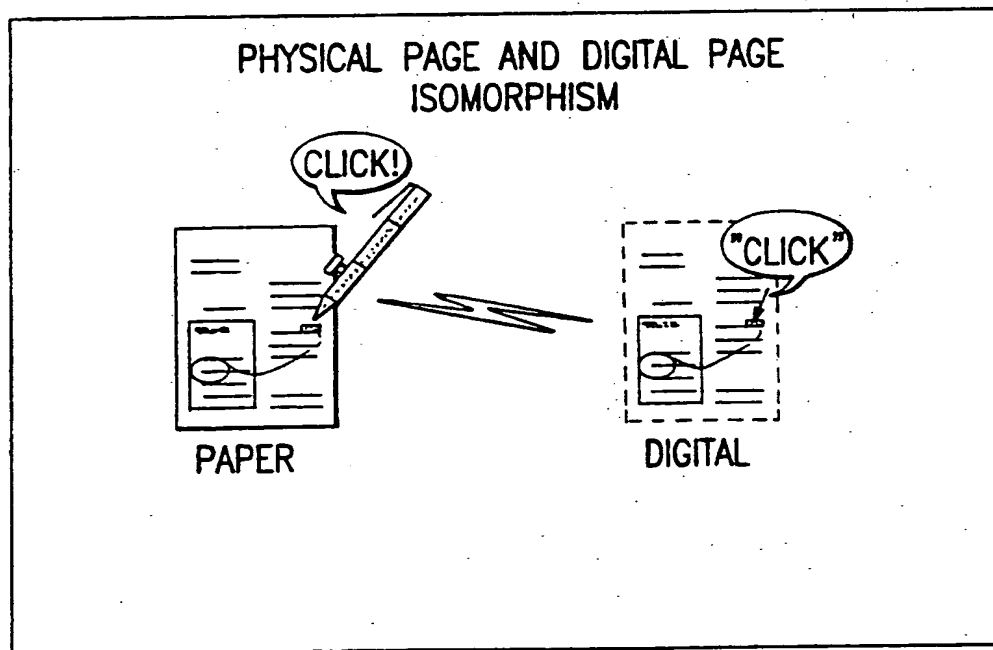 PHYSICAL PAGE AND DIGITAL PAGE
ISOMORPHISM
CLICK!
"CLICK"
PAPER
DIGITAL